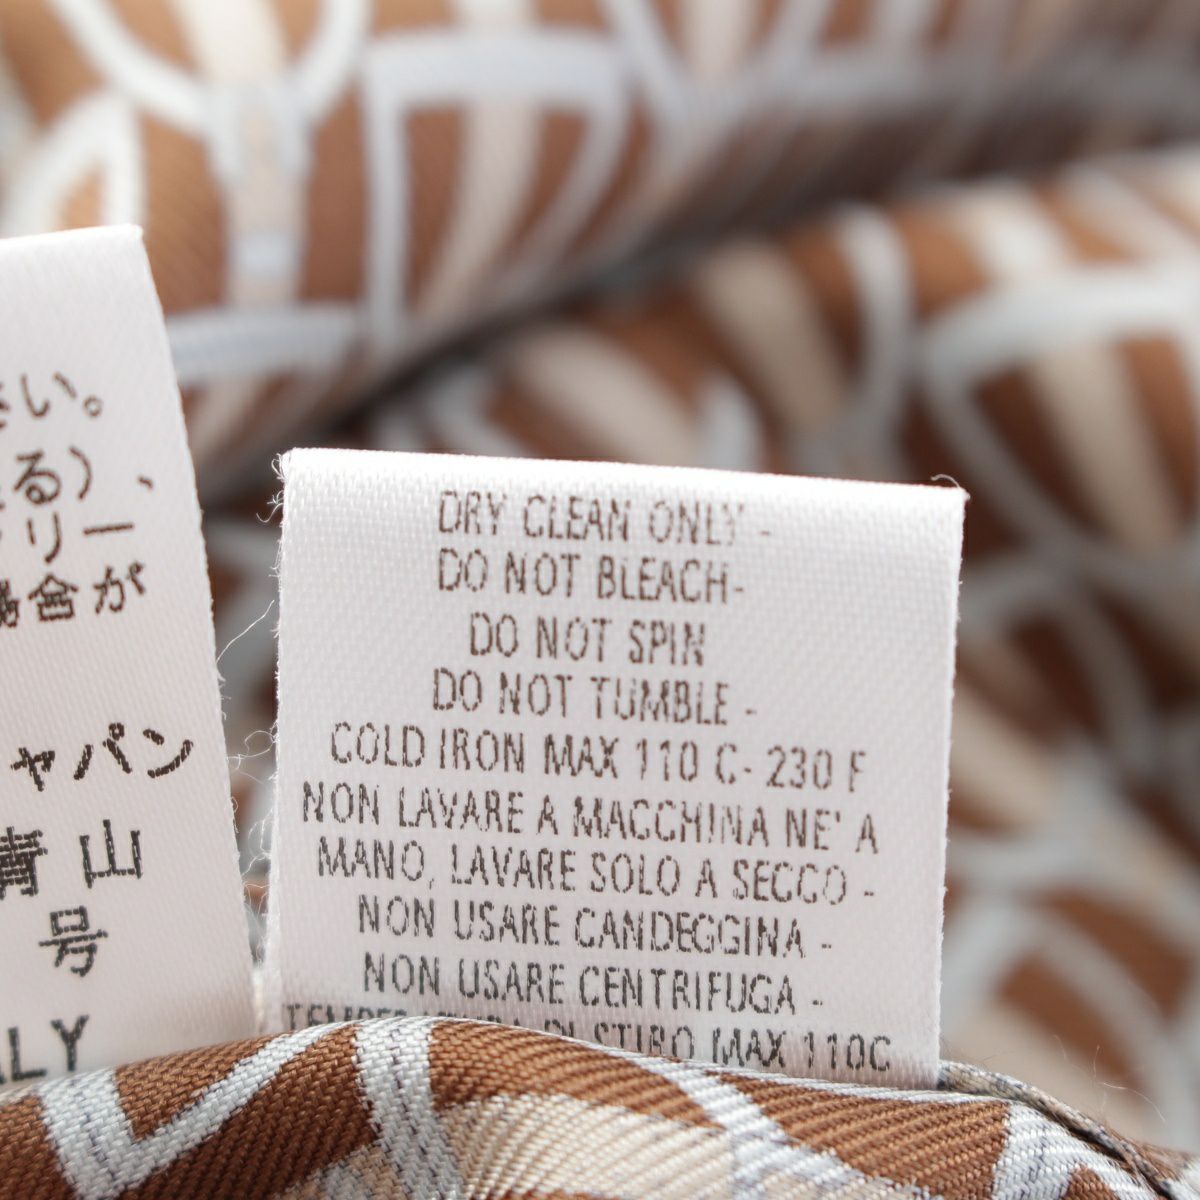 さい。
る)、
リー
場合が
ャパン
青山
号
ALY
DRY CLEAN ONLY -
DO NOT BLEACH-
DO NOT SPIN
DO NOT TUMBLE -
COLD IRON MAX 110 C- 230 F
NON LAVARE A MACCHINA NE' A
MANO, LAVARE SOLO A SECCO -
NON USARE CANDEGGINA -
NON USARE CENTRIFUGA -
DI STIRO MAX 110C